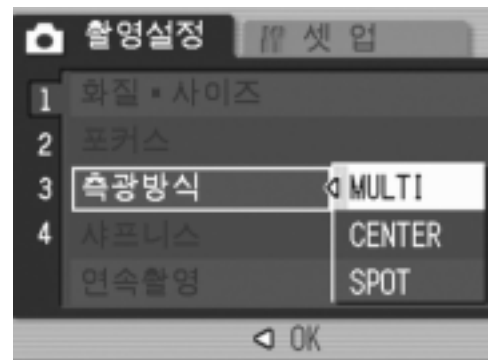 촬영설정 셋 업
1 화질•사이즈
2 포커스
3 측광방식 MULTI
4 샤프니스 CENTER
연속촬영 SPOT
OK